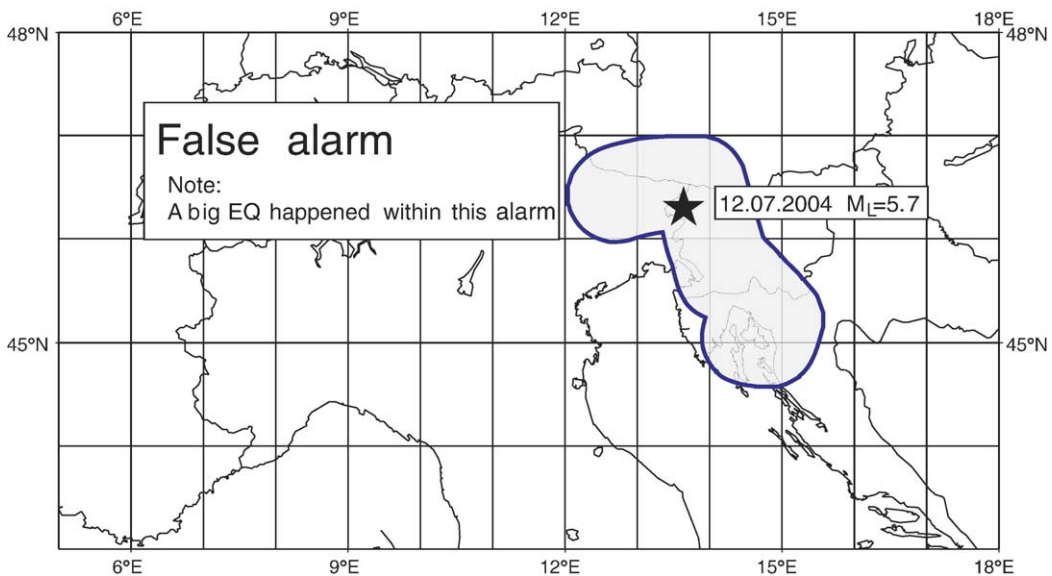 6°E 9°E 12°E 15°E 18°E
48°N 48°N
False alarm
Note:
A big EQ happened within this alarm
12.07.2004 ML=5.7
45°N 45°N
6°E 9°E 12°E 15°E 18°E